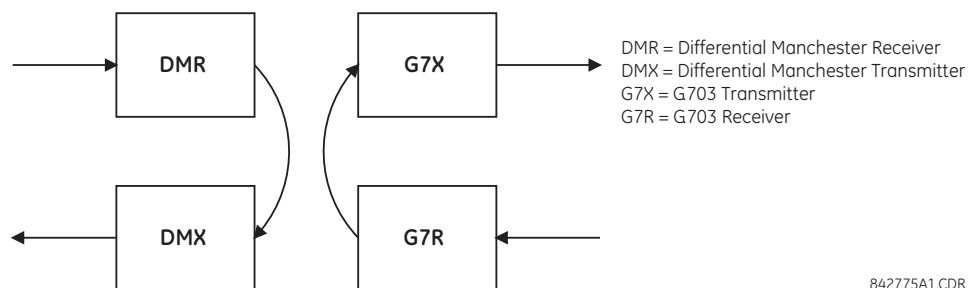 DMR
G7X
DMR = Differential Manchester Receiver
DMX = Differential Manchester Transmitter
G7X = G703 Transmitter
G7R = G703 Receiver
DMX
G7R
842775A1.CDR